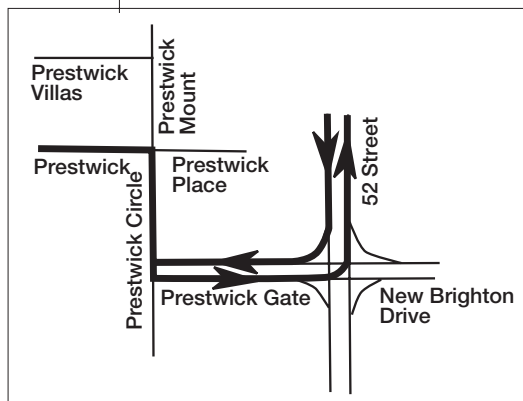 Prestwick
Villas
Prestwick
Mount
Prestwick
Prestwick
Place
52 Street
Prestwick Circle
Prestwick Gate
New Brighton
Drive